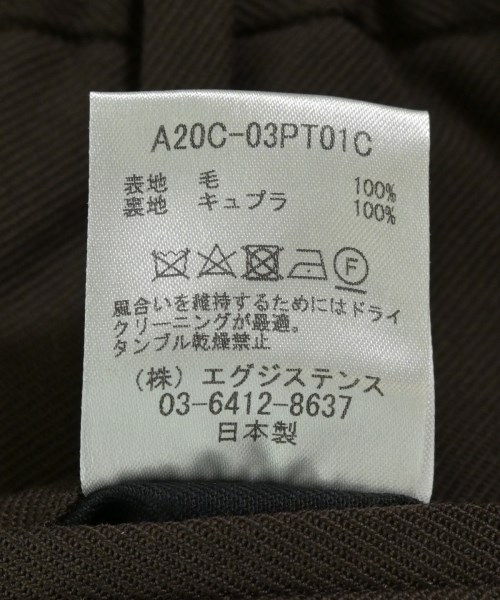 A20C-03PT01C
表地 毛 100%
裏地 キュプラ 100%
F
風合いを維持するためにはドライ
クリーニングが最適。
タンブル乾燥禁止
（株）エグジステンス
03-6412-8637
日本製